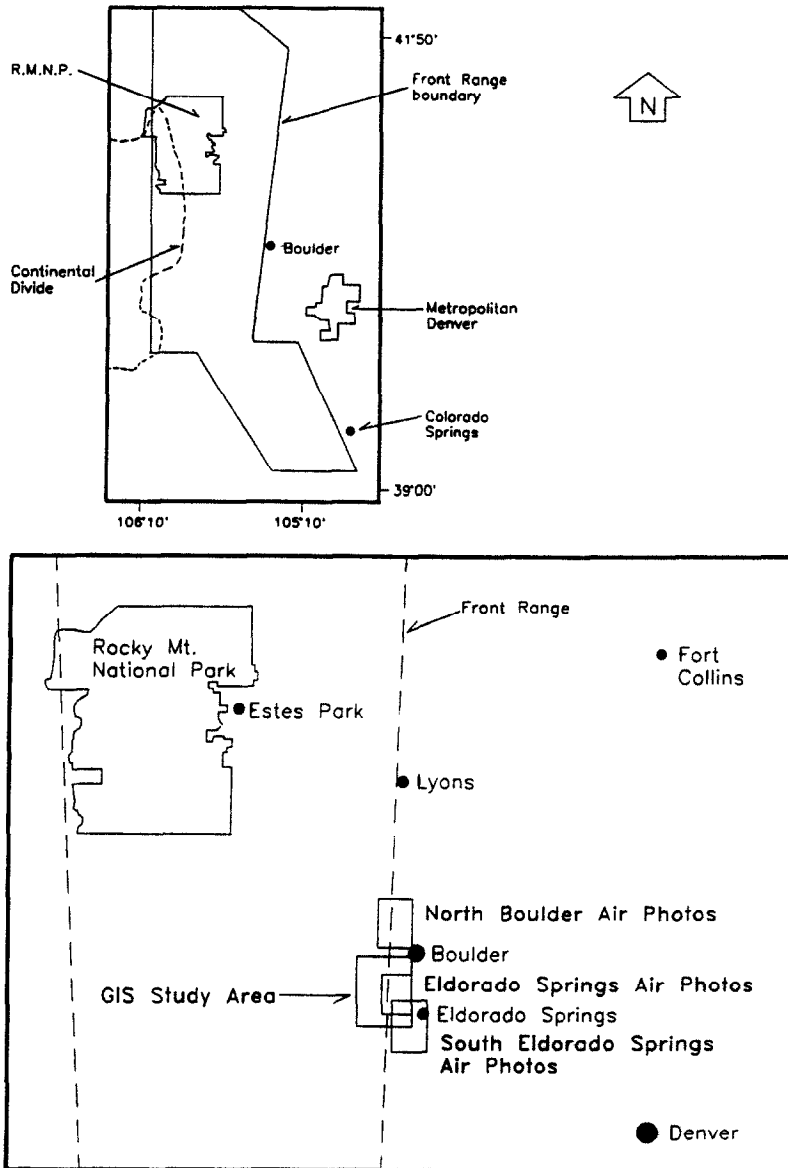 41°50'
R.M.N.P.
Front Range
boundary
N
Boulder
Continental
Divide
Metropolitan
Denver
Colorado
Springs
39°00'
106°10'
105°10'
Front Range
Rocky Mt.
National Park
Fort
Collins
Estes Park
Lyons
North Boulder Air Photos
Boulder
Eldorado Springs Air Photos
GIS Study Area
Eldorado Springs
South Eldorado Springs
Air Photos
Denver